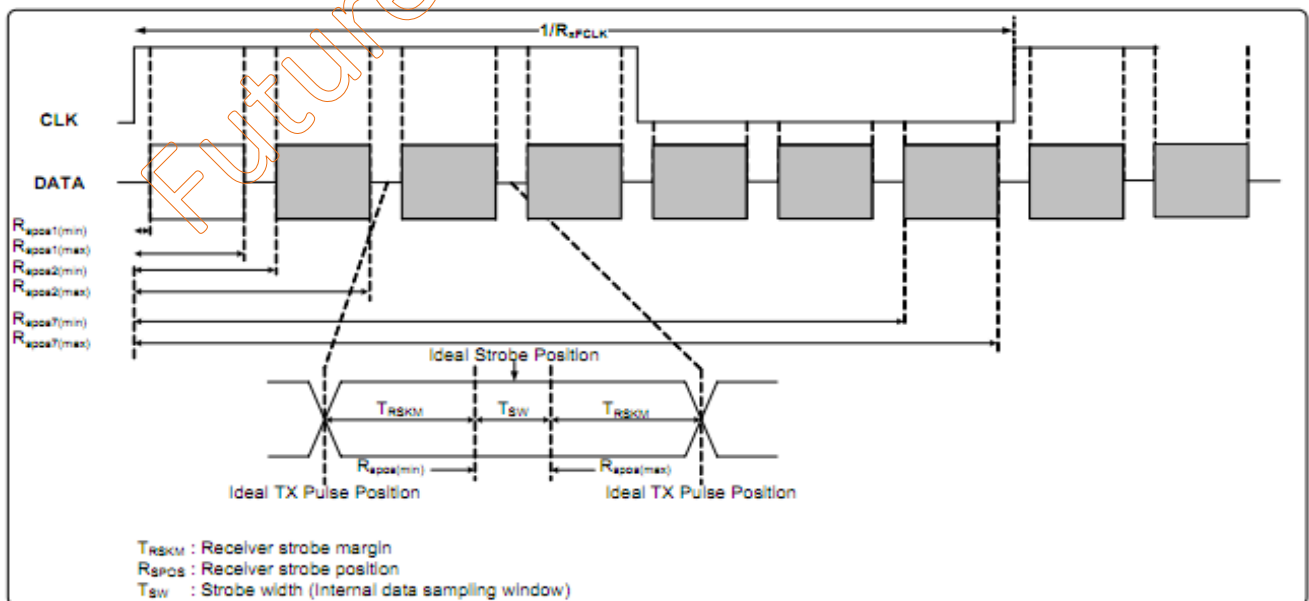 1/RxPCLK
CLK
DATA
Rspos1(min)
Rspos1(max)
Rspos2(min)
Rspos2(max)
Rspos7(min)
Rspos7(max)
Ideal Strobe Position
TRSKM TSW TRSKM
Rspos(min) Rspos(max)
Ideal TX Pulse Position Ideal TX Pulse Position
TRSKM : Receiver strobe margin
RSPOS : Receiver strobe position
TSW : Strobe width (Internal data sampling window)
Future